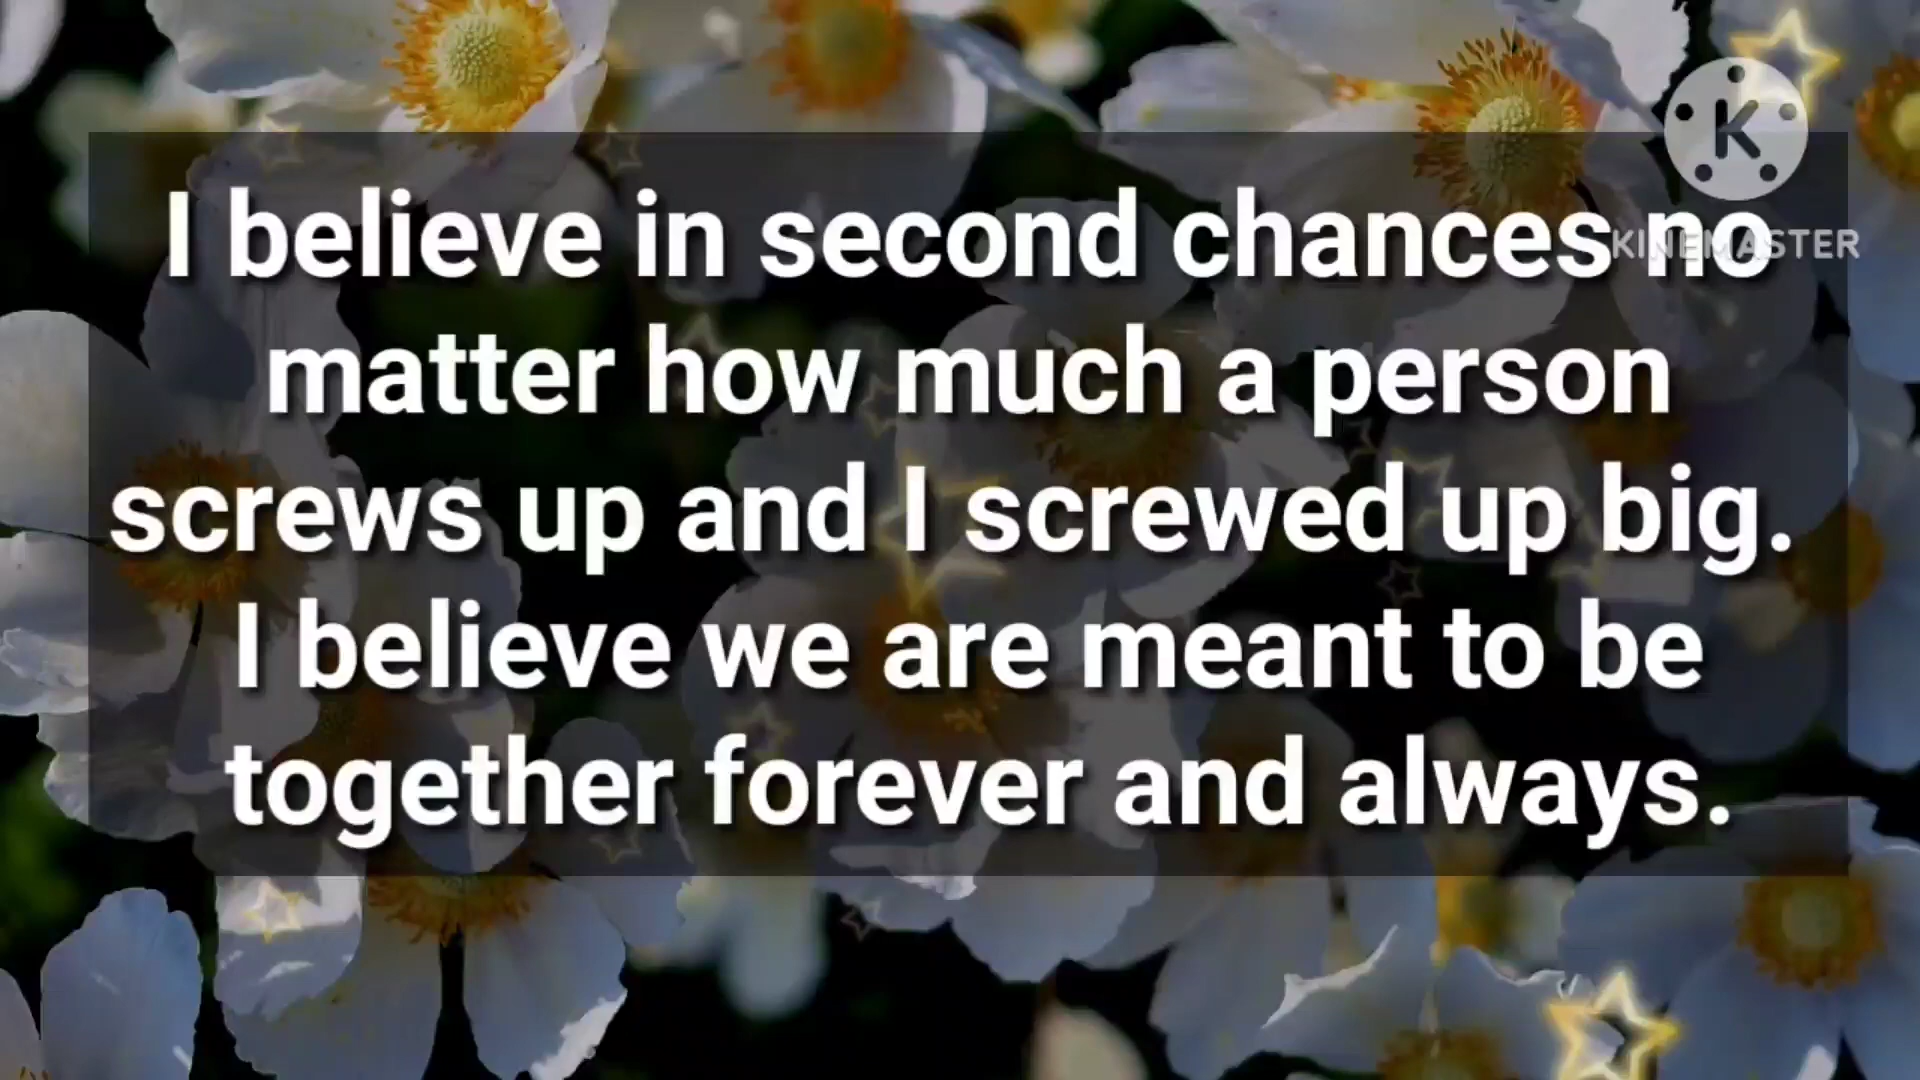 I believe in second chances no
matter how much a person
screws up and I screwed up big.
I believe we are meant to be
together forever and always.
K
KINEMASTER